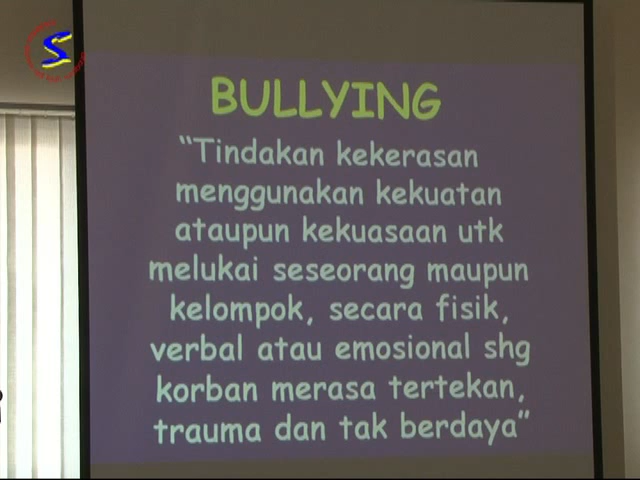 S
BULLYING
“Tindakan kekerasan
menggunakan kekuatan
ataupun kekuasaan utk
melukai seseorang maupun
kelompok, secara fisik,
verbal atau emosional shg
korban merasa tertekan,
trauma dan tak berdaya”